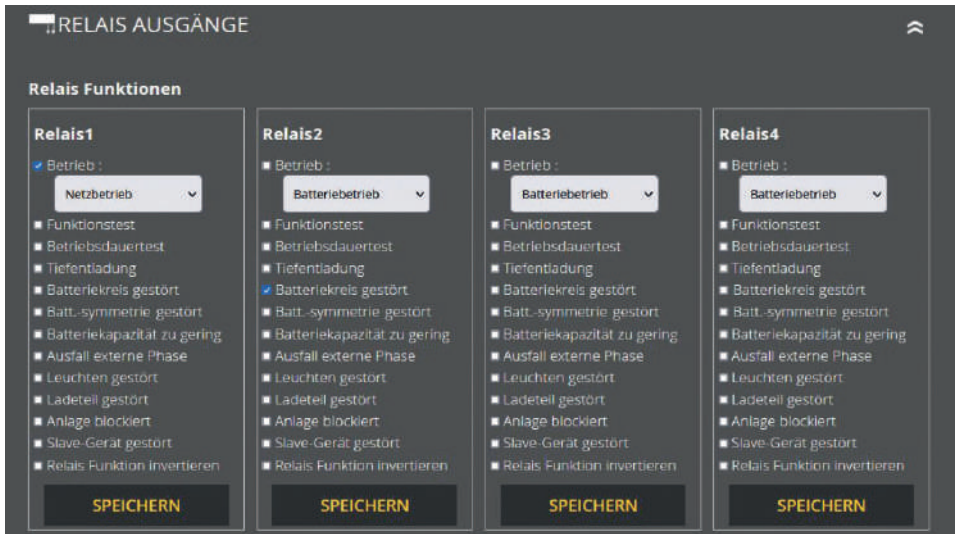 RELAIS AUSGÄNGE
Relais Funktionen
Relais1
Betrieb :
Netzbetrieb
Funktionstest
Betriebsdauertest
Tiefentladung
Batteriekreis gestört
Batt.-symmetrie gestört
Batteriekapazität zu gering
Ausfall externe Phase
Leuchten gestört
Ladeteil gestört
Anlage blockiert
Slave-Gerät gestört
Relais Funktion invertieren
SPEICHERN
Relais2
Betrieb :
Batteriebetrieb
Funktionstest
Betriebsdauertest
Tiefentladung
Batteriekreis gestört
Batt.-symmetrie gestört
Batteriekapazität zu gering
Ausfall externe Phase
Leuchten gestört
Ladeteil gestört
Anlage blockiert
Slave-Gerät gestört
Relais Funktion invertieren
SPEICHERN
Relais3
Betrieb :
Batteriebetrieb
Funktionstest
Betriebsdauertest
Tiefentladung
Batteriekreis gestört
Batt.-symmetrie gestört
Batteriekapazität zu gering
Ausfall externe Phase
Leuchten gestört
Ladeteil gestört
Anlage blockiert
Slave-Gerät gestört
Relais Funktion invertieren
SPEICHERN
Relais4
Betrieb :
Batteriebetrieb
Funktionstest
Betriebsdauertest
Tiefentladung
Batteriekreis gestört
Batt.-symmetrie gestört
Batteriekapazität zu gering
Ausfall externe Phase
Leuchten gestört
Ladeteil gestört
Anlage blockiert
Slave-Gerät gestört
Relais Funktion invertieren
SPEICHERN